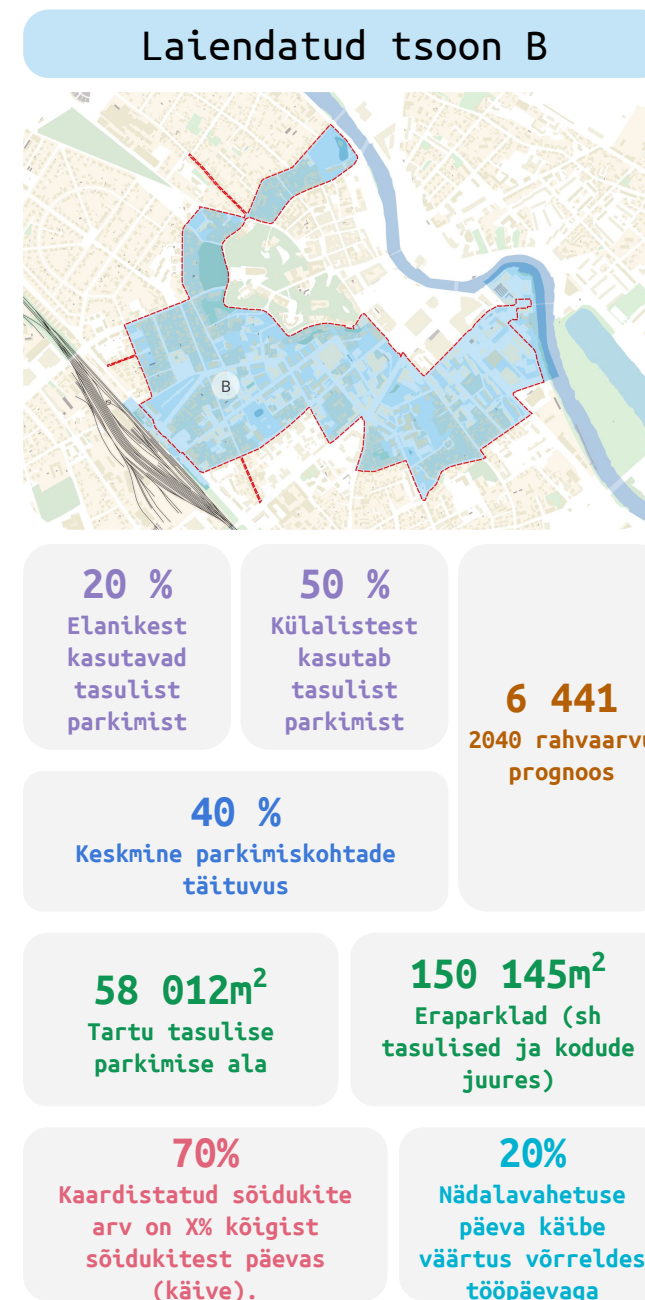 Laiendatud tsoon B
B
20 %
Elanikest
kasutavad
tasulist
parkimist
50 %
Külalistest
kasutab
tasulist
parkimist
6 441
2040 rahvaarvu
prognoos
40 %
Keskmine parkimiskohtade
täituvus
58 012m²
Tartu tasulise
parkimise ala
150 145m²
Eraparklad (sh
tasulised ja kodude
juures)
70%
Kaardistatud sõidukite
arv on X% kõigist
sõidukitest päevas
(käive).
20%
Nädalavahetuse
päeva käibe
väärtus võrreldes
tööpäevaga